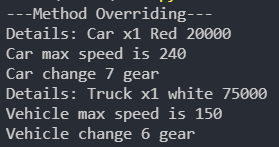 ---Method Overriding---
Details: Car x1 Red 20000
Car max speed is 240
Car change 7 gear
Details: Truck x1 white 75000
Vehicle max speed is 150
Vehicle change 6 gear